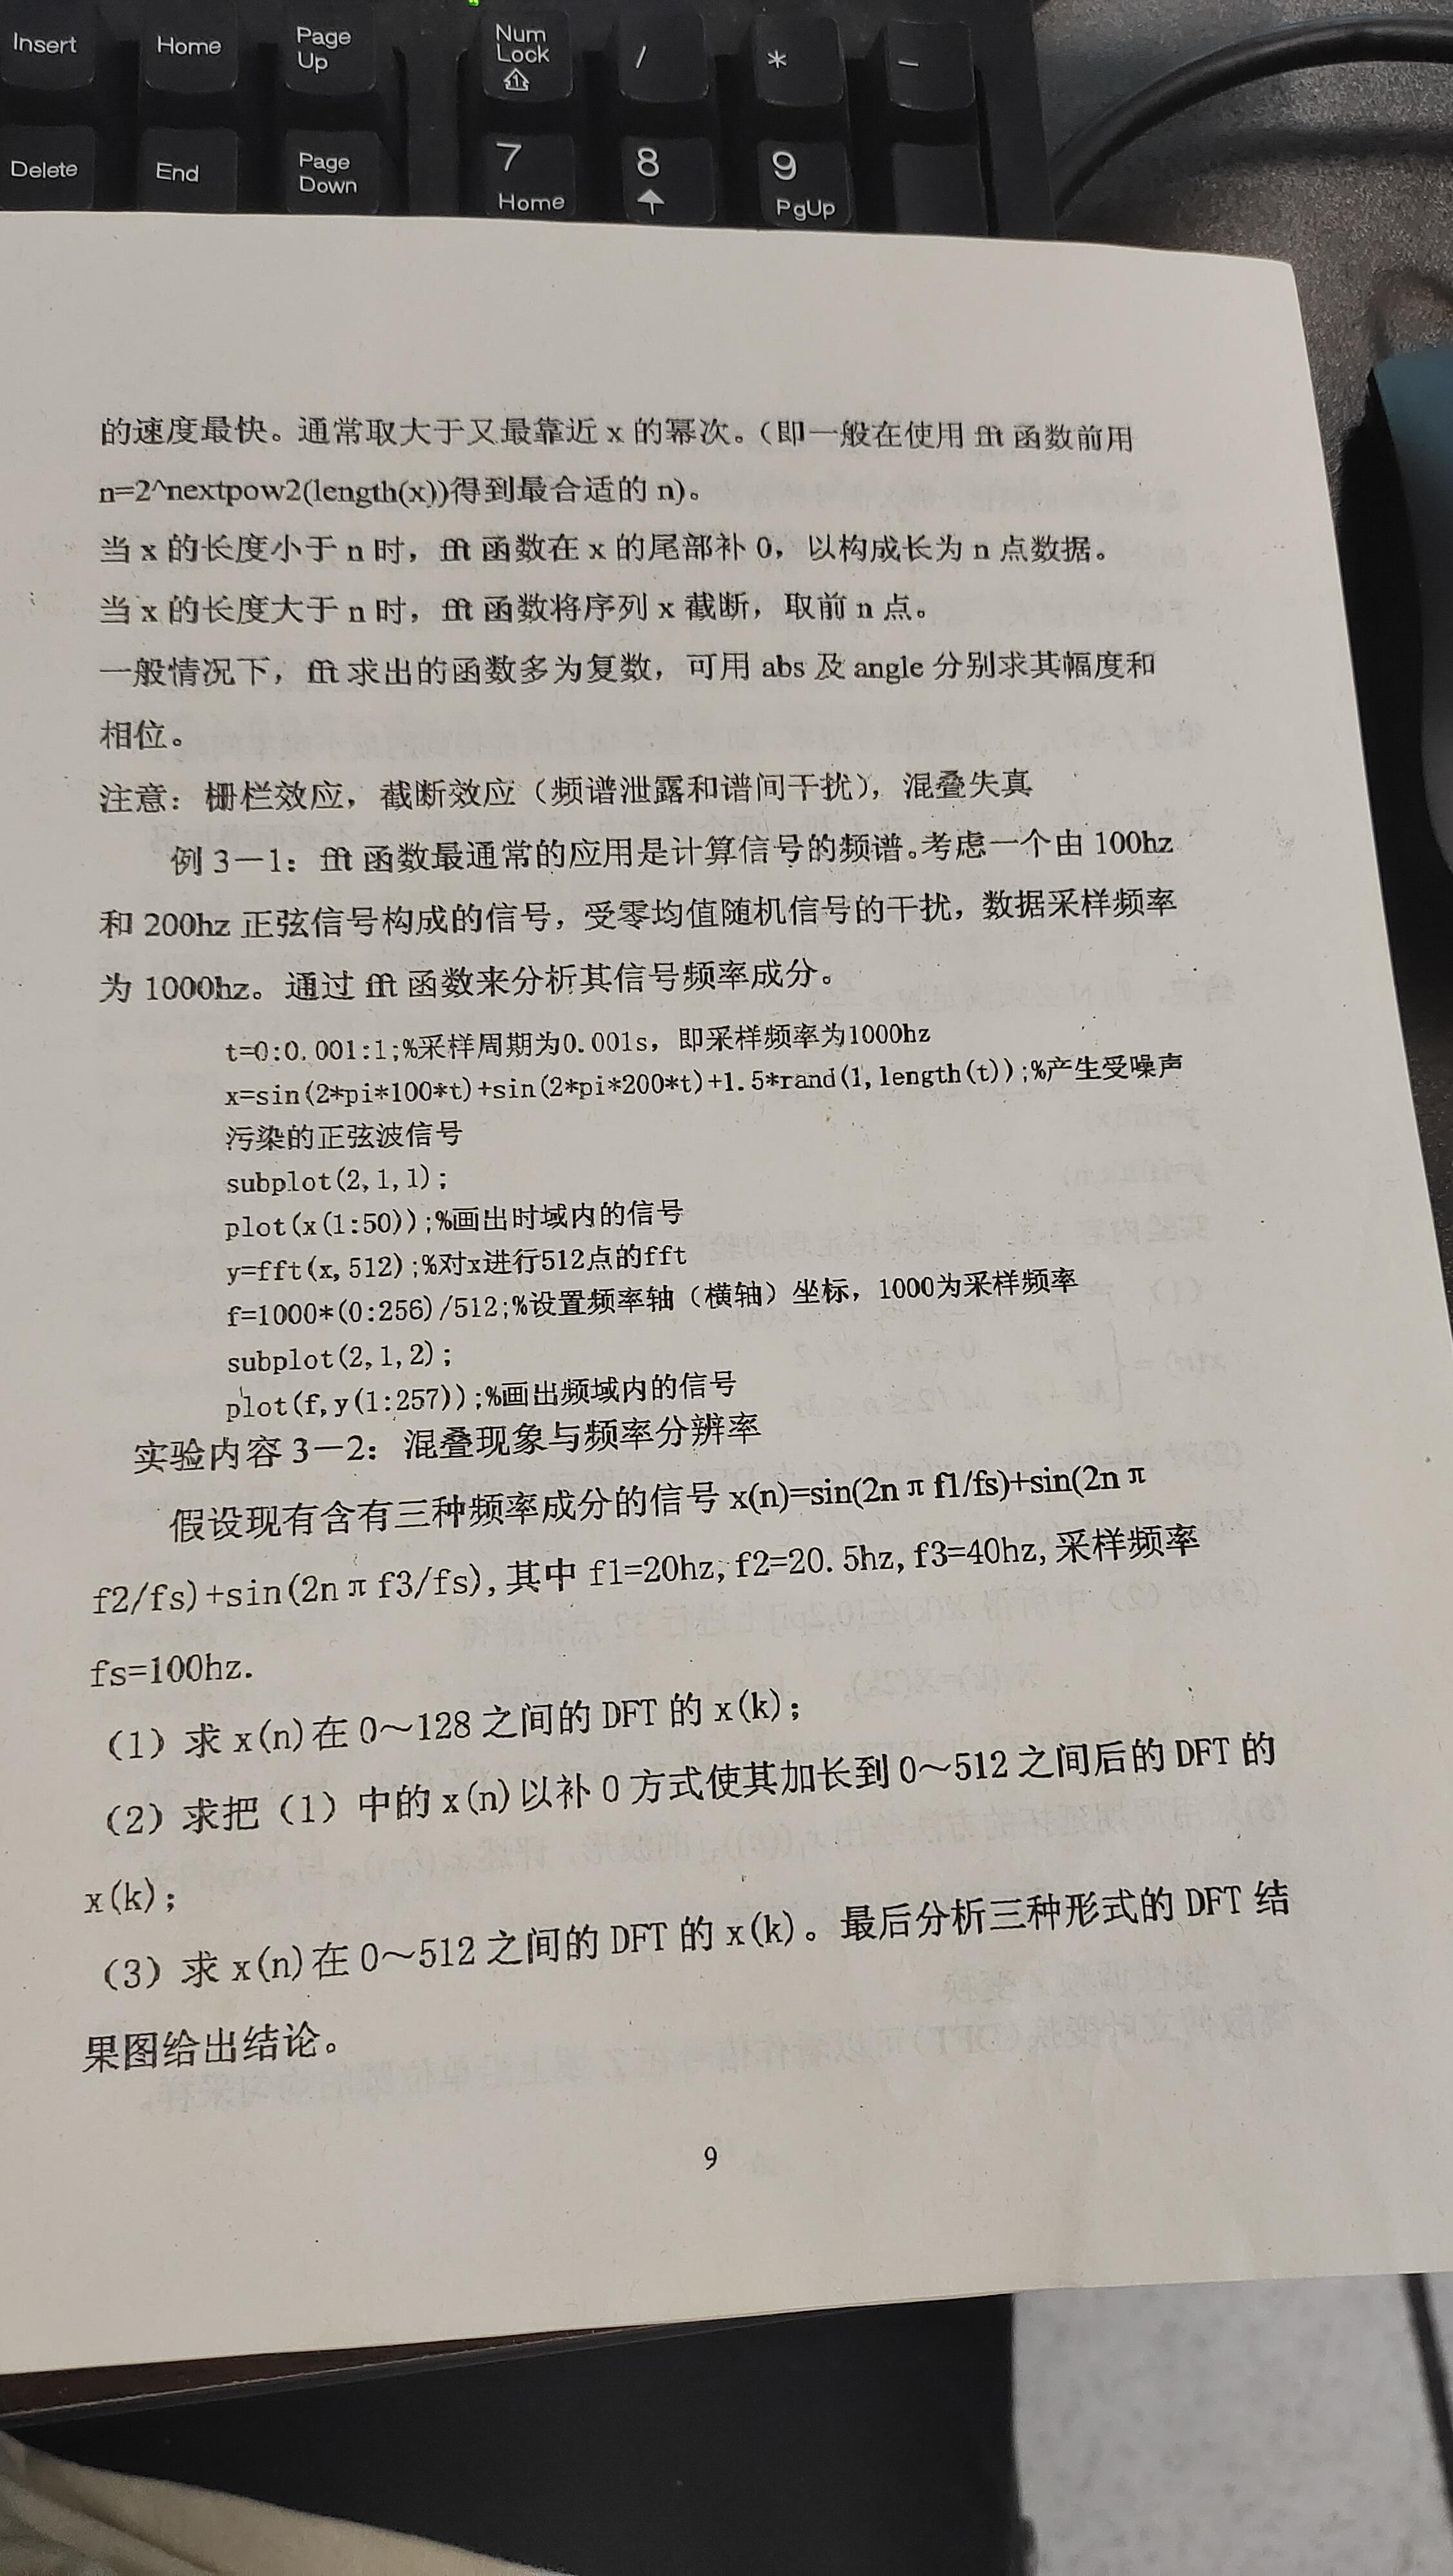 Insert Home Page Up Num Lock / * −
Delete End Page Down 7 Home 8 9 PgUp
的速度最快。通常取大于又最靠近 x 的幂次。（即一般在使用 fft 函数前用
n=2^nextpow2(length(x))得到最合适的 n)。
当 x 的长度小于 n 时，fft 函数在 x 的尾部补 0，以构成长为 n 点数据。
当 x 的长度大于 n 时，fft 函数将序列 x 截断，取前 n 点。
一般情况下，fft 求出的函数多为复数，可用 abs 及 angle 分别求其幅度和
相位。
注意：栅栏效应，截断效应（频谱泄露和谱间干扰），混叠失真
例 3－1：fft 函数最通常的应用是计算信号的频谱。考虑一个由 100hz
和 200hz 正弦信号构成的信号，受零均值随机信号的干扰，数据采样频率
为 1000hz。通过 fft 函数来分析其信号频率成分。
t=0:0.001:1;%采样周期为0.001s，即采样频率为1000hz
x=sin(2*pi*100*t)+sin(2*pi*200*t)+1.5*rand(1,length(t));%产生受噪声
污染的正弦波信号
subplot(2,1,1);
plot(x(1:50));%画出时域内的信号
y=fft(x,512);%对x进行512点的fft
f=1000*(0:256)/512;%设置频率轴（横轴）坐标，1000为采样频率
subplot(2,1,2);
plot(f,y(1:257));%画出频域内的信号
实验内容 3－2：混叠现象与频率分辨率
假设现有含有三种频率成分的信号 x(n)=sin(2n π f1/fs)+sin(2n π
f2/fs)+sin(2n π f3/fs),其中 f1=20hz,f2=20.5hz,f3=40hz,采样频率
fs=100hz.
（1）求 x(n)在 0～128 之间的 DFT 的 x(k)；
（2）求把（1）中的 x(n)以补 0 方式使其加长到 0～512 之间后的 DFT 的
x(k)；
（3）求 x(n)在 0～512 之间的 DFT 的 x(k)。最后分析三种形式的 DFT 结
果图给出结论。
9